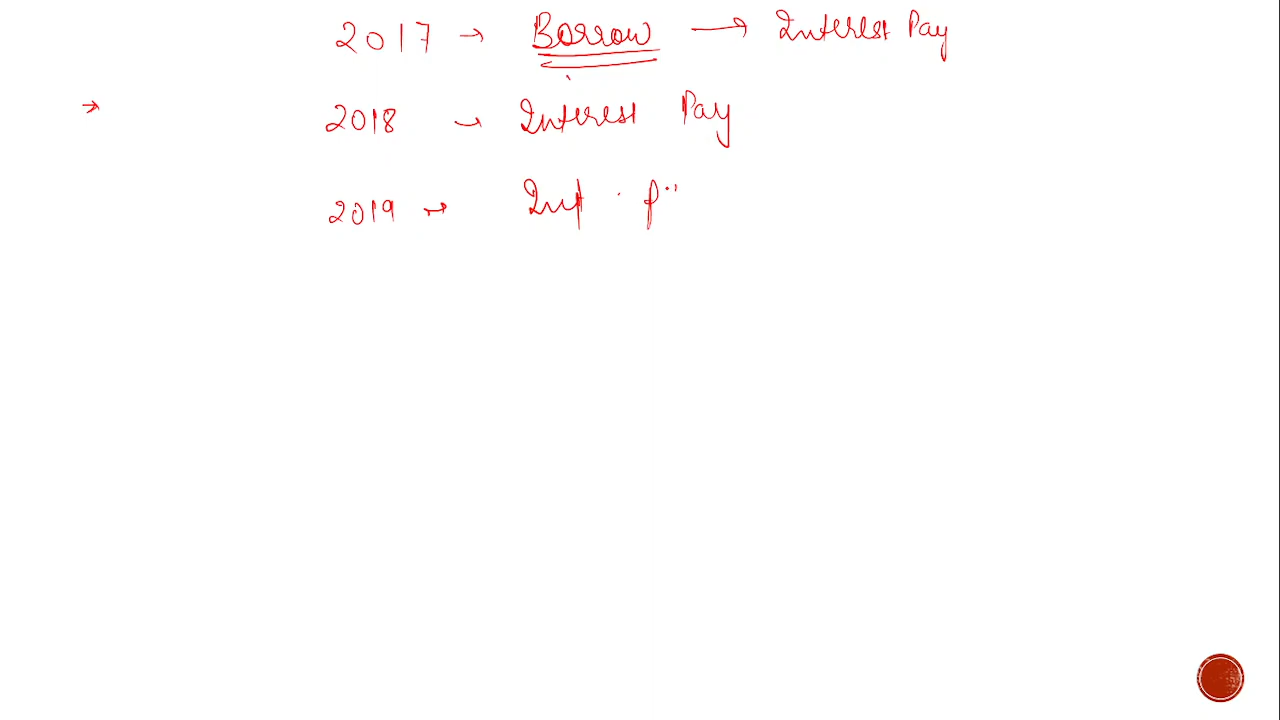 2017 → Borrow → Interest Pay
→ 2018 → Interest Pay
2019 → Int